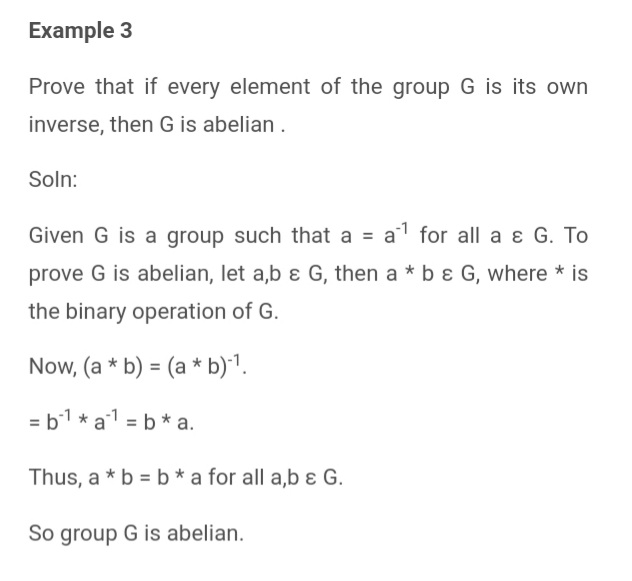 Example 3
Prove that if every element of the group G is its own
inverse, then G is abelian .
Soln:
Given G is a group such that a = a⁻¹ for all a ε G. To
prove G is abelian, let a,b ε G, then a * b ε G, where * is
the binary operation of G.
Now, (a * b) = (a * b)⁻¹.
= b⁻¹ * a⁻¹ = b * a.
Thus, a * b = b * a for all a,b ε G.
So group G is abelian.